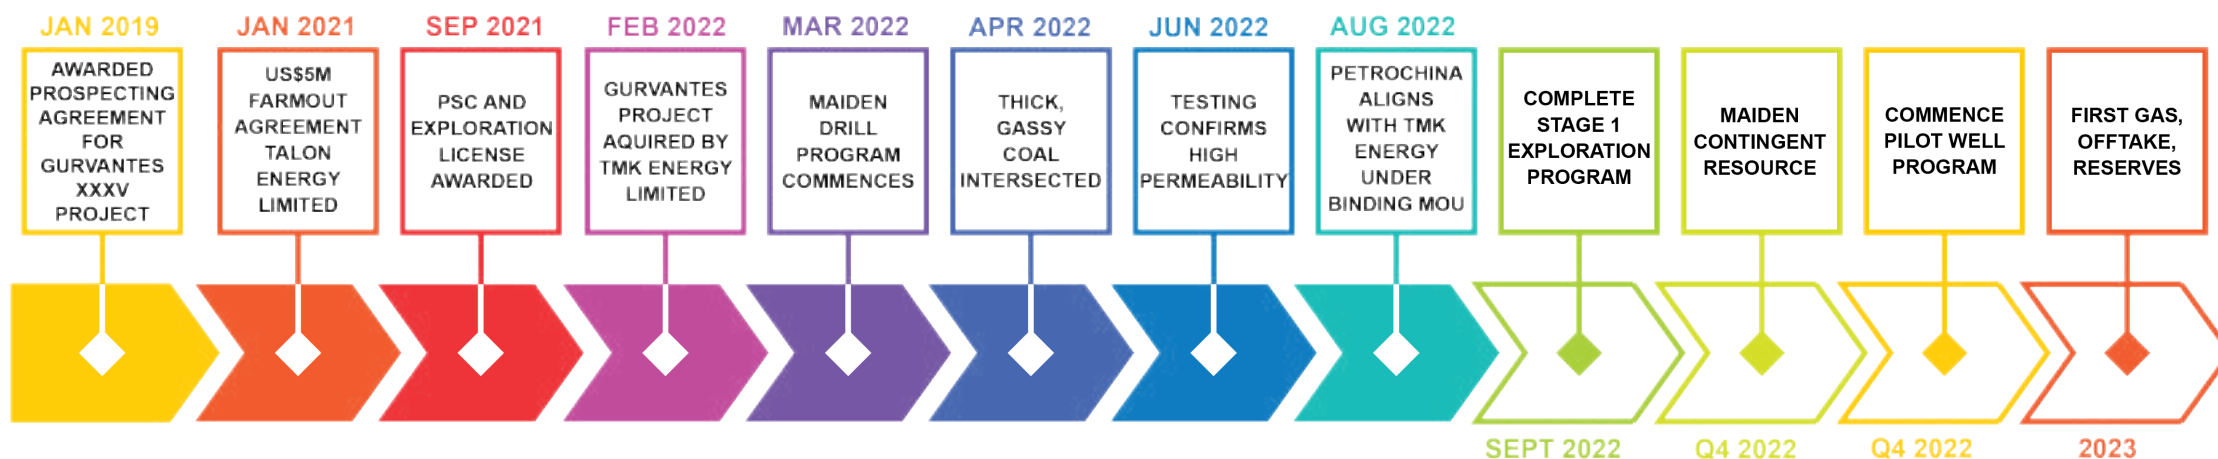 JAN 2019
AWARDED
PROSPECTING
AGREEMENT
FOR
GURVANTES
XXXV
PROJECT
JAN 2021
US$5M
FARMOUT
AGREEMENT
TALON
ENERGY
LIMITED
SEP 2021
PSC AND
EXPLORATION
LICENSE
AWARDED
FEB 2022
GURVANTES
PROJECT
AQUIRED BY
TMK ENERGY
LIMITED
MAR 2022
MAIDEN
DRILL
PROGRAM
COMMENCES
APR 2022
THICK,
GASSY
COAL
INTERSECTED
JUN 2022
TESTING
CONFIRMS
HIGH
PERMEABILITY
AUG 2022
PETROCHINA
ALIGNS
WITH TMK
ENERGY
UNDER
BINDING MOU
COMPLETE
STAGE 1
EXPLORATION
PROGRAM
SEPT 2022
MAIDEN
CONTINGENT
RESOURCE
Q4 2022
COMMENCE
PILOT WELL
PROGRAM
Q4 2022
FIRST GAS,
OFFTAKE,
RESERVES
2023